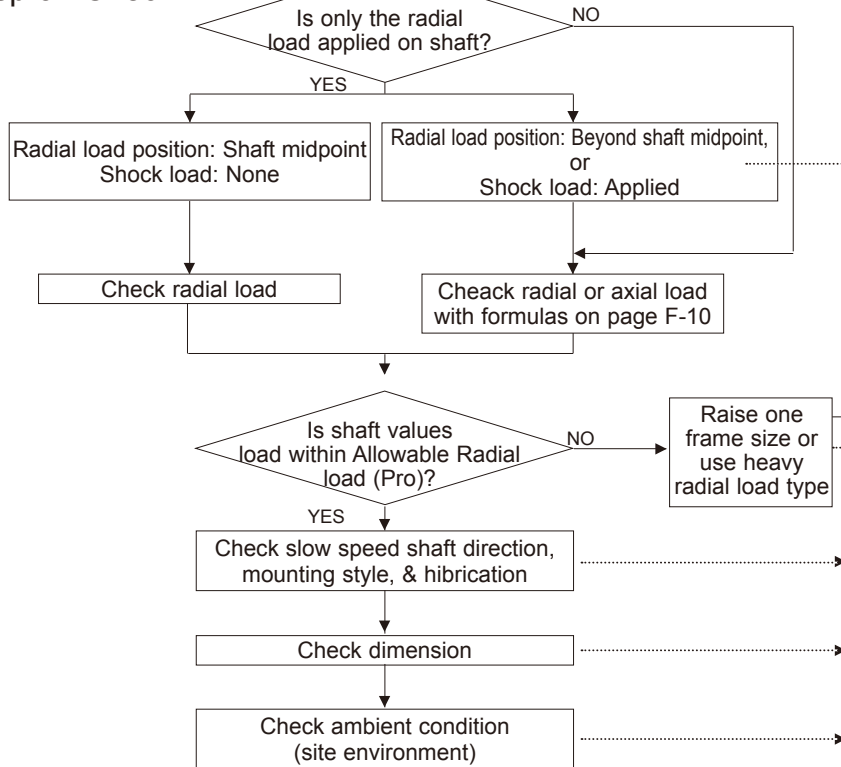 Is only the radial
load applied on shaft?
NO
YES
Radial load position: Shaft midpoint
Shock load: None
Radial load position: Beyond shaft midpoint,
or
Shock load: Applied
Check radial load
Cheack radial or axial load
with formulas on page F-10
Is shaft values
load within Allowable Radial
load (Pro)?
NO
Raise one
frame size or
use heavy
radial load type
YES
Check slow speed shaft direction,
mounting style, & hibrication
Check dimension
Check ambient condition
(site environment)